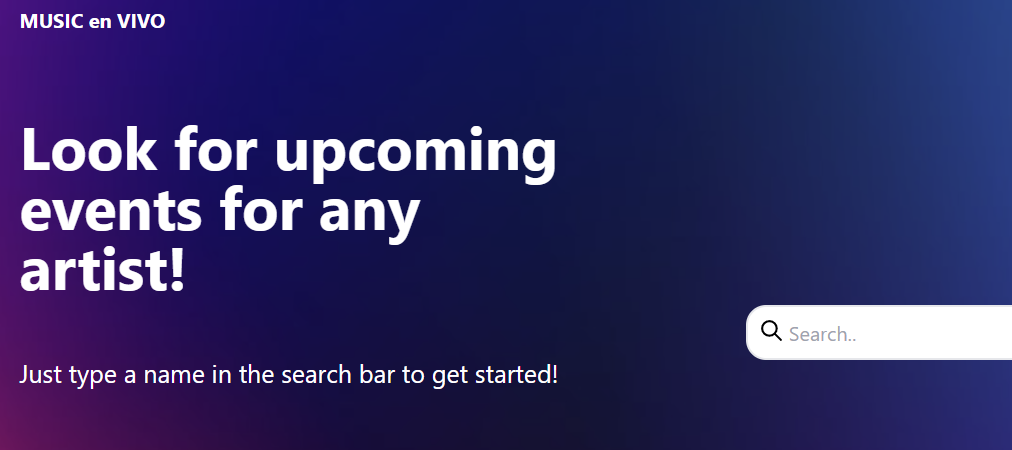 MUSIC en VIVO
Look for upcoming
events for any
artist!
Search..
Just type a name in the search bar to get started!